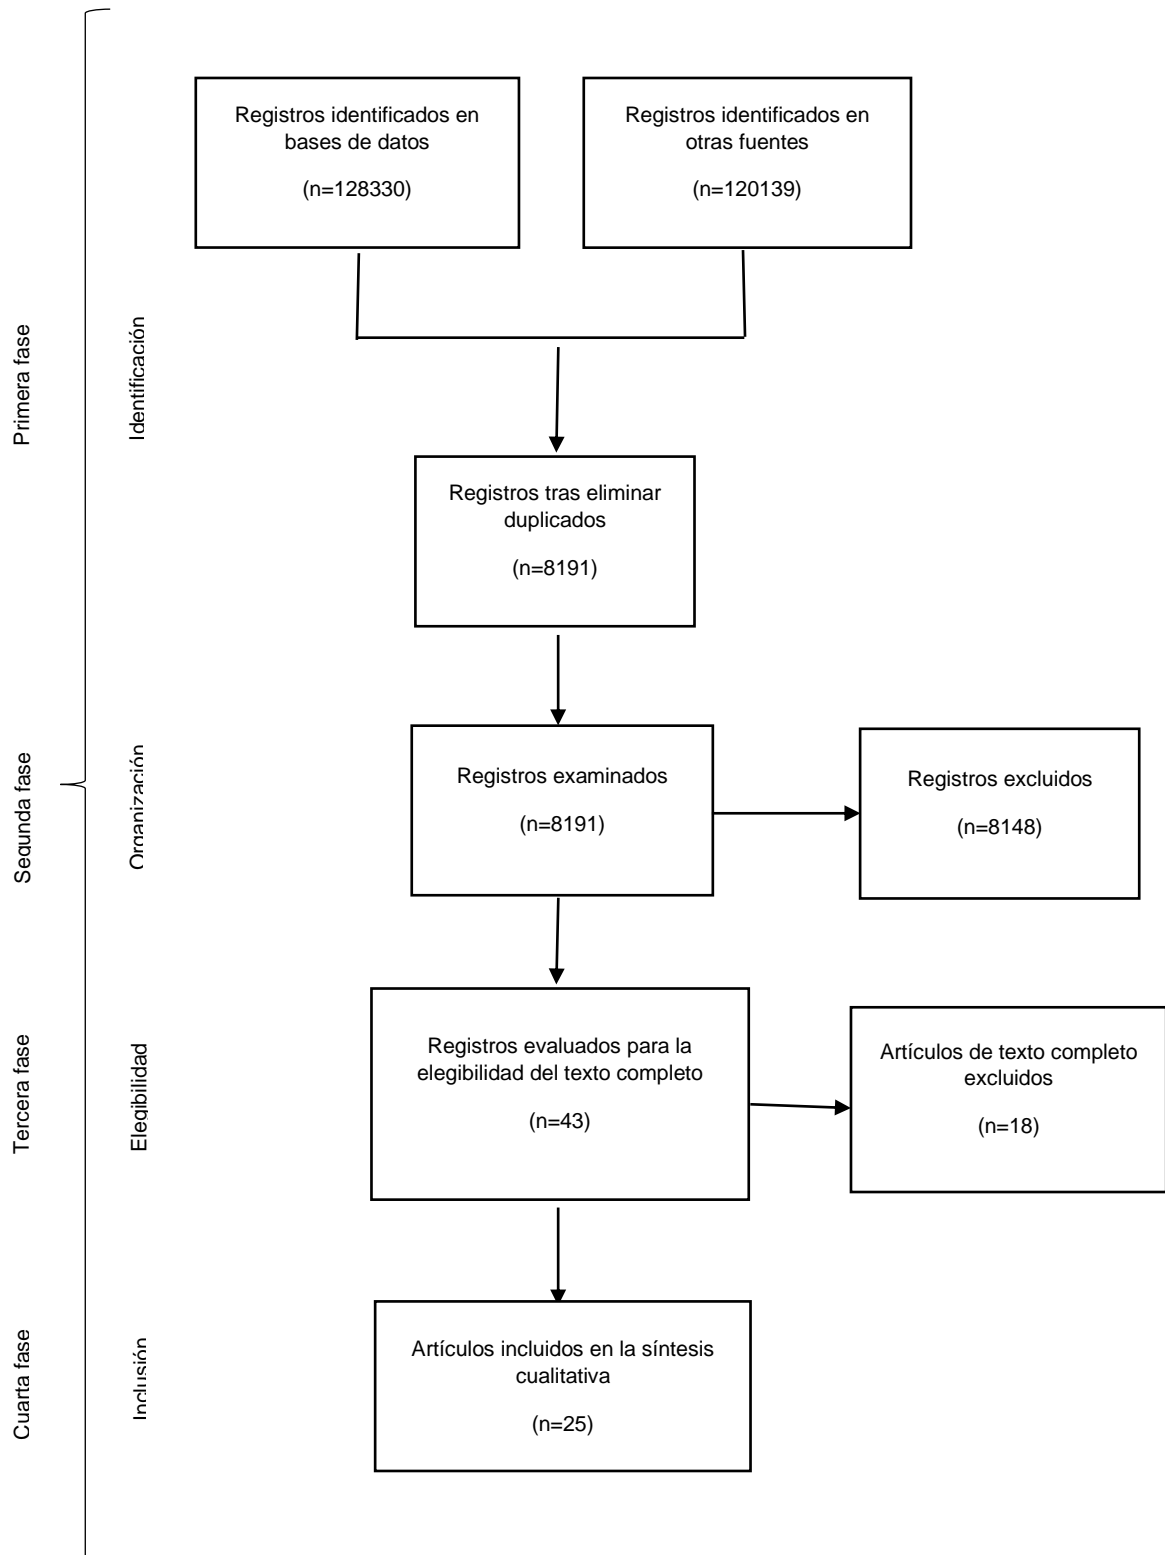 Registros identificados en
bases de datos
(n=128330)
Registros identificados en
otras fuentes
(n=120139)
Primera fase
Identificación
Registros tras eliminar
duplicados
(n=8191)
Segunda fase
Organización
Registros examinados
(n=8191)
Registros excluidos
(n=8148)
Tercera fase
Elegibilidad
Registros evaluados para la
elegibilidad del texto completo
(n=43)
Artículos de texto completo
excluidos
(n=18)
Cuarta fase
Inclusión
Artículos incluidos en la síntesis
cualitativa
(n=25)